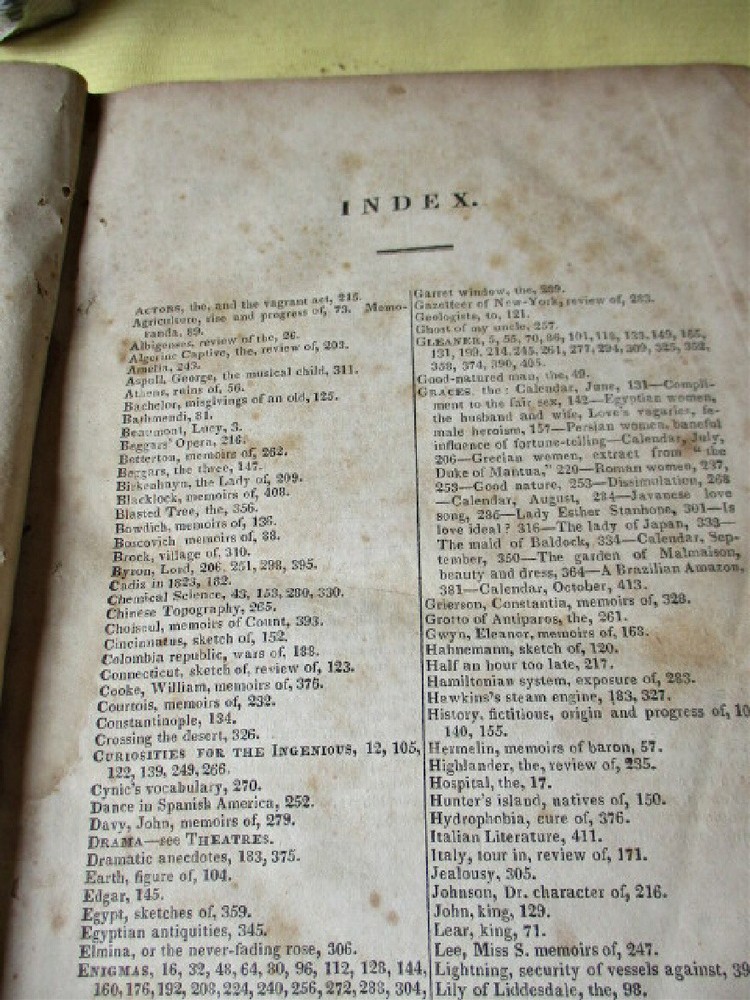 INDEX.
ACTORS, the, and the vagrant act, 215.
Agriculture, rise and progress of, 73. Memo-
randa, 89.
Albigenses, review of the, 26.
Algerine Captive, the, review of, 203.
Amelia, 243.
Aspull, George, the musical child, 311.
Athens, ruins of, 56.
Bachelor, misgivings of an old, 125.
Bathmendi, 81.
Beaumont, Lucy, 3.
Beggars' Opera, 216.
Betterton, memoirs of, 262.
Beggars, the three, 147.
Birkenhayn, the Lady of, 209.
Blacklock, memoirs of, 408.
Blasted Tree, the, 356.
Bowdich, memoirs of, 136.
Boscovich memoirs of, 88.
Brock, village of, 310.
Byron, Lord, 206, 251, 298, 395.
Cadis in 1823, 182.
Chemical Science, 43, 153, 280, 330.
Chinese Topography, 265.
Choiseul, memoirs of Count, 393.
Cincinnatus, sketch of, 152.
Colombia republic, wars of, 188.
Connecticut, sketch of, review of, 123.
Cooke, William, memoirs of, 376.
Courtois, memoirs of, 232.
Constantinople, 134.
Crossing the desert, 326.
CURIOSITIES FOR THE INGENIOUS, 12, 105,
122, 139, 249, 266.
Cynic's vocabulary, 270.
Dance in Spanish America, 252.
Davy, John, memoirs of, 279.
DRAMA—see THEATRES.
Dramatic anecdotes, 183, 375.
Earth, figure of, 104.
Edgar, 145.
Egypt, sketches of, 359.
Egyptian antiquities, 345.
Elmina, or the never-fading rose, 306.
ENIGMAS, 16, 32, 48, 64, 80, 96, 112, 128, 144,
160, 176, 192, 208, 224, 240, 256, 272, 288, 304,
Garret window, the, 289.
Gazetteer of New-York, review of, 283.
Geologists, to, 121.
Ghost of my uncle, 257.
GLEANER, 5, 55, 70, 86, 101, 118, 133, 149, 165,
131, 199, 214, 245, 261, 277, 294, 309, 325, 352,
358, 374, 390, 405.
Good-natured man, the, 49.
GRACES, the: Calendar, June, 131—Compli-
ment to the fair sex, 142—Egyptian women,
the husband and wife, Love's vagaries, fe-
male heroism, 157—Persian women, baneful
influence of fortune-telling—Calendar, July,
206—Grecian women, extract from "the
Duke of Mantua," 220—Roman women, 237,
253—Good nature, 253—Dissimulation, 268
—Calendar, August, 284—Javanese love
song, 286—Lady Esther Stanhope, 301—Is
love ideal? 316—The lady of Japan, 333—
The maid of Baldock, 334—Calendar, Sep-
tember, 350—The garden of Malmaison,
beauty and dress, 364—A Brazilian Amazon,
381—Calendar, October, 413.
Grierson, Constantia, memoirs of, 328.
Grotto of Antiparos, the, 261.
Gwyn, Eleanor, memoirs of, 168.
Hahnemann, sketch of, 120.
Half an hour too late, 217.
Hamiltonian system, exposure of, 283.
Hawkins's steam engine, 183, 327.
History, fictitious, origin and progress of, 10
140, 155.
Hermelin, memoirs of baron, 57.
Highlander, the, review of, 235.
Hospital, the, 17.
Hunter's island, natives of, 150.
Hydrophobia, cure of, 376.
Italian Literature, 411.
Italy, tour in, review of, 171.
Jealousy, 305.
Johnson, Dr. character of, 216.
John, king, 129.
Lear, king, 71.
Lee, Miss S. memoirs of, 247.
Lightning, security of vessels against, 39
Lily of Liddesdale, the, 98.